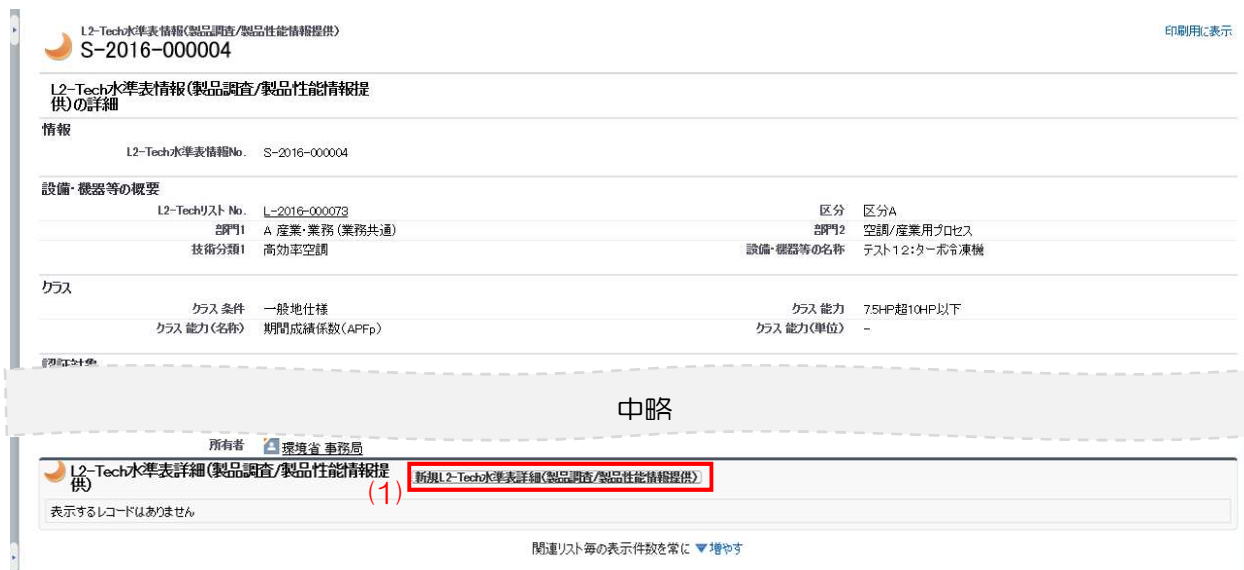 L2-Tech水準表情報(製品調査/製品性能情報提供)
S-2016-000004
印刷用に表示
L2-Tech水準表情報(製品調査/製品性能情報提
供)の詳細
情報
L2-Tech水準表情報No. S-2016-000004
設備・機器等の概要
L2-Techリスト No. L-2016-000073 区分 区分A
部門1 A 産業・業務(業務共通) 部門2 空調/産業用プロセス
技術分類1 高効率空調 設備・機器等の名称 テスト12:ターボ冷凍機
クラス
クラス 条件 一般地仕様 クラス 能力 7.5HP超10HP以下
クラス 能力(名称) 期間成績係数(APFp) クラス 能力(単位) -
認証対象
中略
所有者 環境省 事務局
L2-Tech水準表詳細(製品調査/製品性能情報提
供)
新規L2-Tech水準表詳細(製品調査/製品性能情報提供)
(1)
表示するレコードはありません
関連リスト毎の表示件数を常に ▼増やす